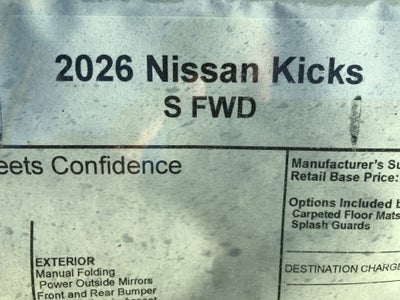 2026 Nissan Kicks
S FWD
eets Confidence
Manufacturer's Su
Retail Base Price:
Options Included b
Carpeted Floor Mats
Splash Guards
DESTINATION CHARGE
EXTERIOR
Manual Folding
Power Outside Mirrors
Front and Rear Bumper